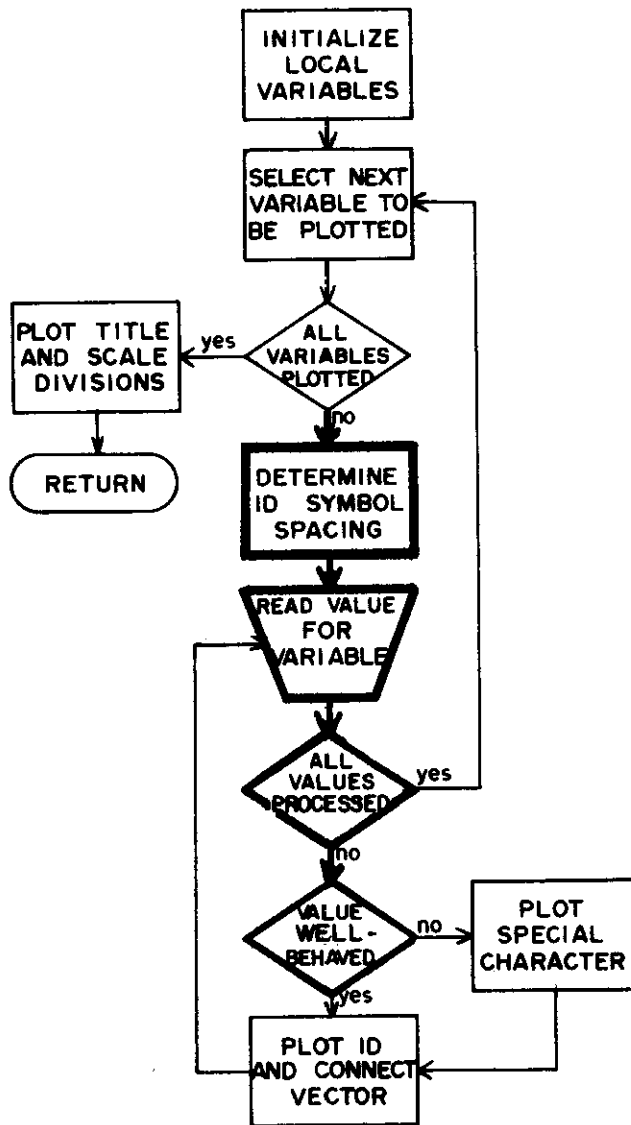 INITIALIZE
LOCAL
VARIABLES
SELECT NEXT
VARIABLE TO
BE PLOTTED
PLOT TITLE
AND SCALE
DIVISIONS
yes
ALL
VARIABLES
PLOTTED
no
RETURN
DETERMINE
ID SYMBOL
SPACING
READ VALUE
FOR
VARIABLE
ALL
VALUES
PROCESSED
yes
no
VALUE
WELL-
BEHAVED
no
PLOT
SPECIAL
CHARACTER
yes
PLOT ID
AND CONNECT
VECTOR